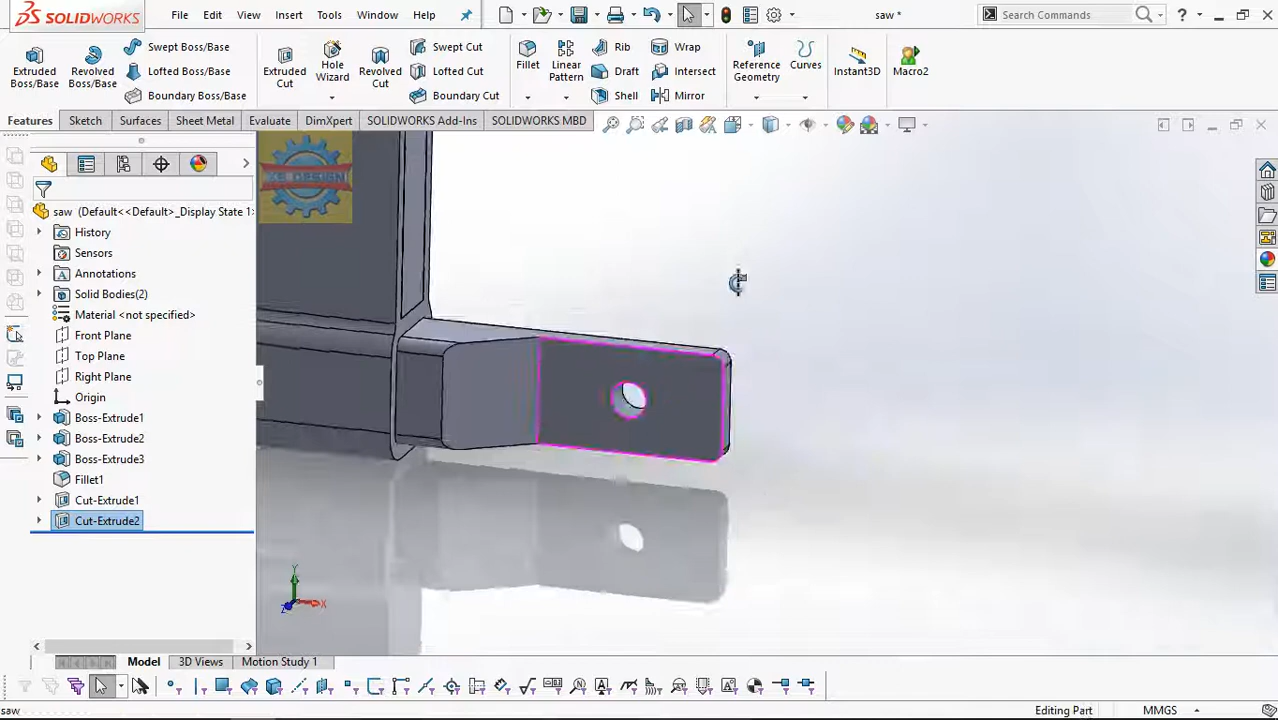 SOLIDWORKS
File Edit View Insert Tools Window Help
saw *
Search Commands
Extruded Boss/Base
Revolved Boss/Base
Swept Boss/Base
Lofted Boss/Base
Boundary Boss/Base
Extruded Cut
Hole Wizard
Revolved Cut
Swept Cut
Lofted Cut
Boundary Cut
Fillet
Linear Pattern
Rib
Draft
Shell
Wrap
Intersect
Mirror
Reference Geometry
Curves
Instant3D
Macro2
Features Sketch Surfaces Sheet Metal Evaluate DimXpert SOLIDWORKS Add-Ins SOLIDWORKS MBD
saw (Default<<Default>_Display State 1>
History
Sensors
Annotations
Solid Bodies(2)
Material <not specified>
Front Plane
Top Plane
Right Plane
Origin
Boss-Extrude1
Boss-Extrude2
Boss-Extrude3
Fillet1
Cut-Extrude1
Cut-Extrude2
Y
X
Z
Model 3D Views Motion Study 1
saw
Editing Part MMGS